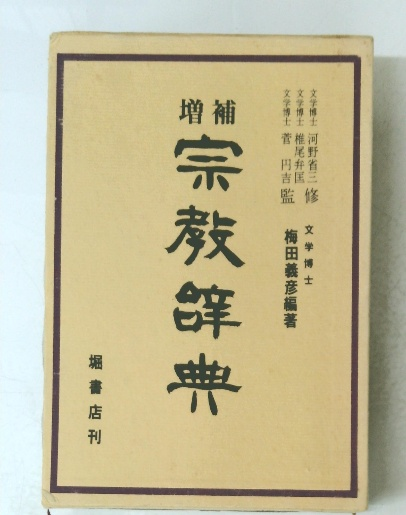 文学博士 河野省三
文学博士 椎尾弁匡
文学博士 菅 円吉
監修
文学博士 梅田義彦編著
増補
宗教辞典
堀書店刊